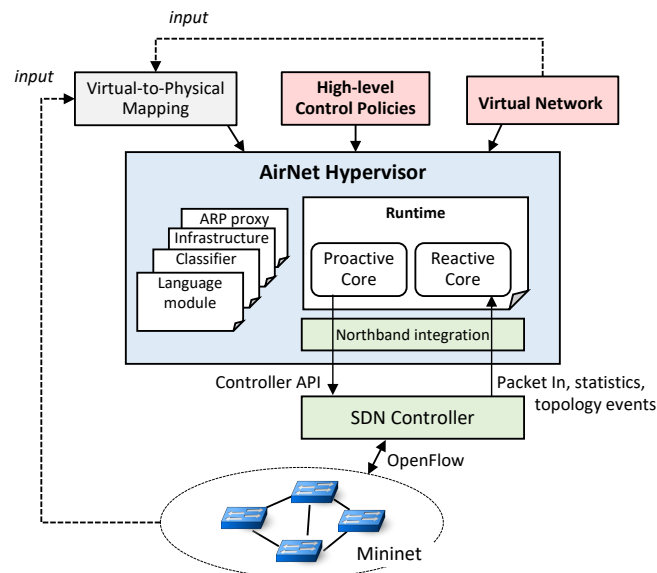 input
input
Virtual-to-Physical
Mapping
High-level
Control Policies
Virtual Network
AirNet Hypervisor
ARP proxy
Infrastructure
Classifier
Language
module
Runtime
Proactive
Core
Reactive
Core
Northband integration
Controller API
Packet In, statistics,
topology events
SDN Controller
OpenFlow
Mininet